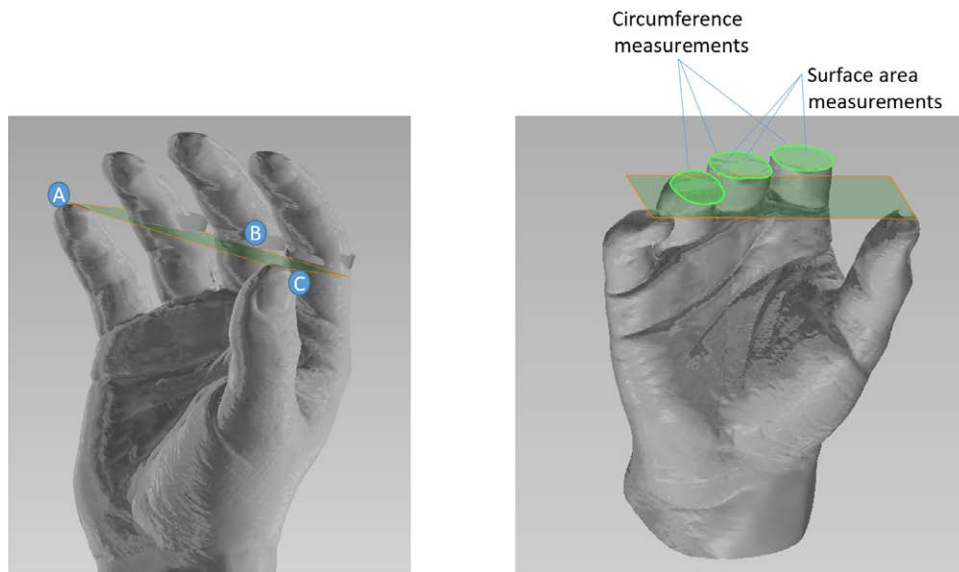 Circumference
measurements
Surface area
measurements
A
B
C